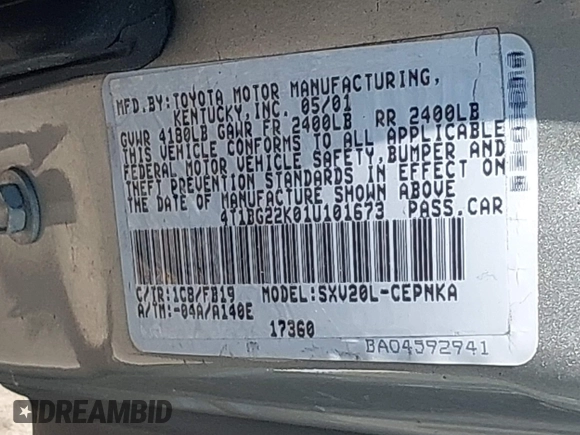 MFD.BY:TOYOTA MOTOR MANUFACTURING,
KENTUCKY,INC. 05/01
GVWR 4180LB GAWR FR 2400LB RR 2400LB
THIS VEHICLE CONFORMS TO ALL APPLICABLE
FEDERAL MOTOR VEHICLE SAFETY,BUMPER AND
THEFT PREVENTION STANDARDS IN EFFECT ON
THE DATE OF MANUFACTURE SHOWN ABOVE
4T1BG22K01U101673 PASS.CAR
C/TR:1CB/FB19 MODEL:SXV20L-CEPNKA
A/TM:-04A/A140E
17360
BA04592941
DREAMBID